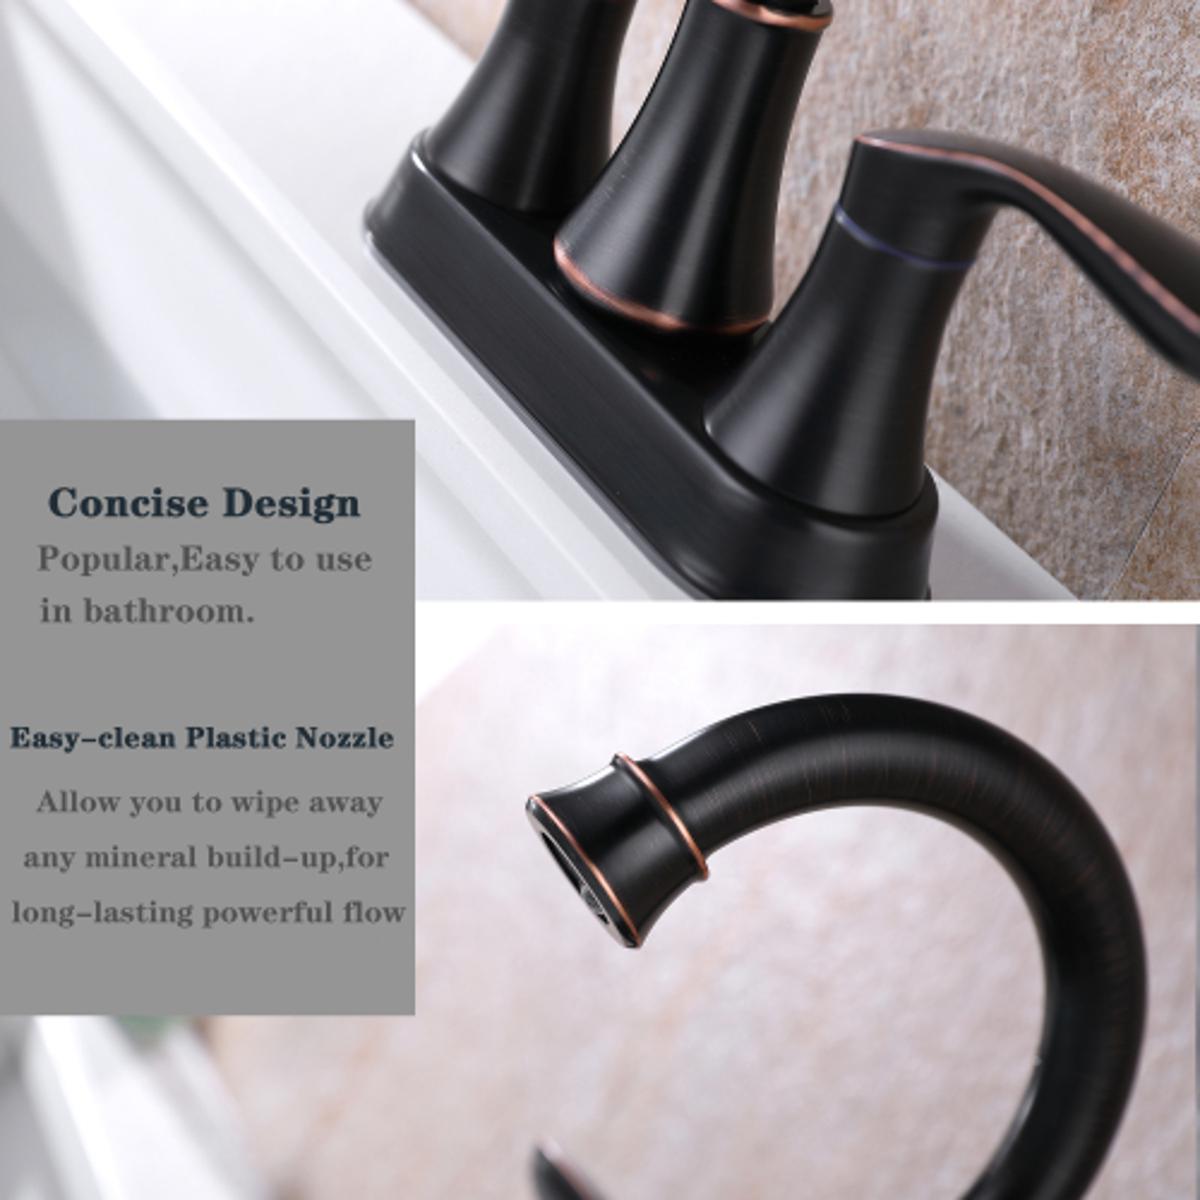 Concise Design
Popular,Easy to use
in bathroom.
Easy-clean Plastic Nozzle
Allow you to wipe away
any mineral build-up,for
long-lasting powerful flow